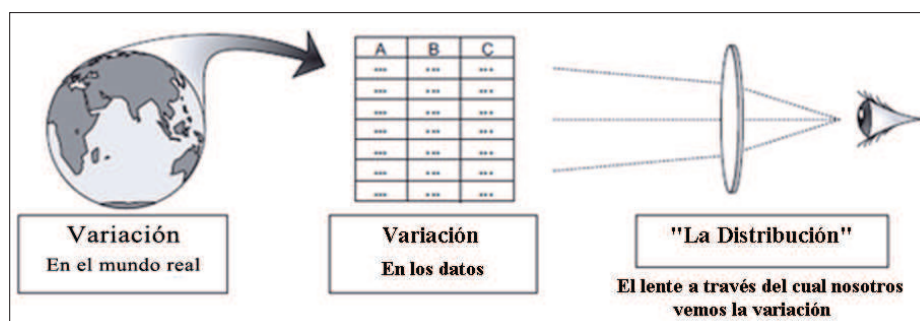 A B C
... ... ...
... ... ...
... ... ...
... ... ...
... ... ...
... ... ...
... ... ...
Variación
En el mundo real
Variación
En los datos
"La Distribución"
El lente a través del cual nosotros
vemos la variación